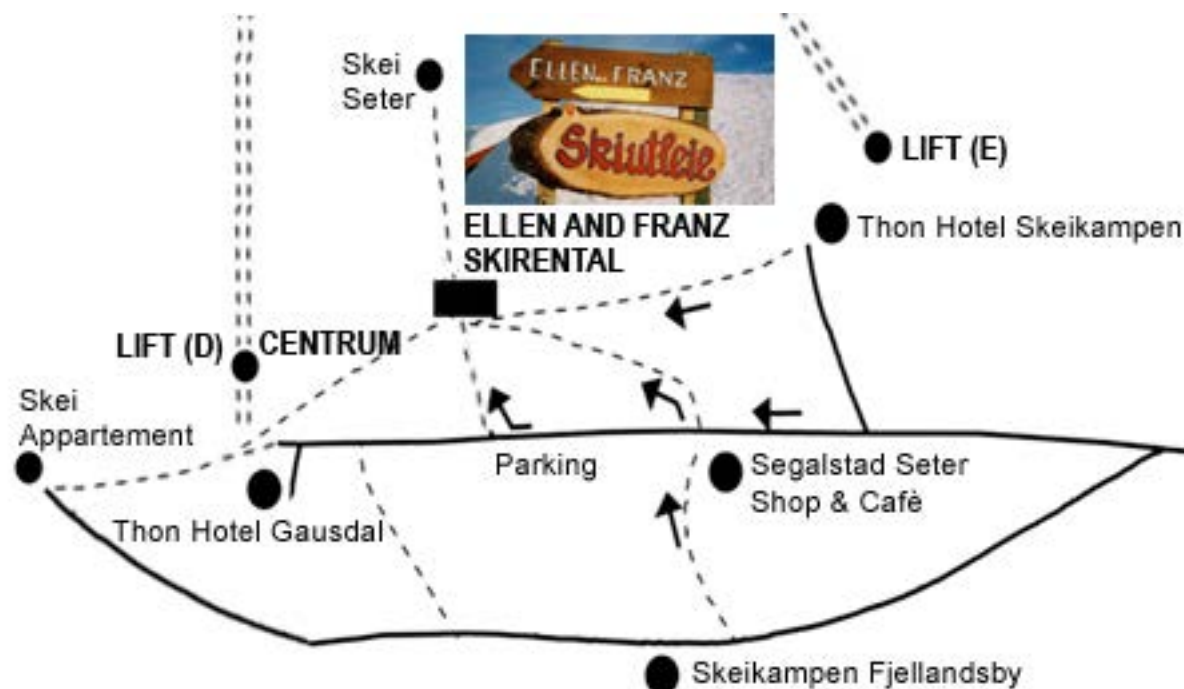 Skei
Seter
ELLEN og FRANZ
Skiutleie
LIFT (E)
Thon Hotel Skeikampen
ELLEN AND FRANZ
SKIRENTAL
LIFT (D)
CENTRUM
Skei
Appartement
Parking
Segalstad Seter
Shop & Cafè
Thon Hotel Gausdal
Skeikampen Fjellandsby